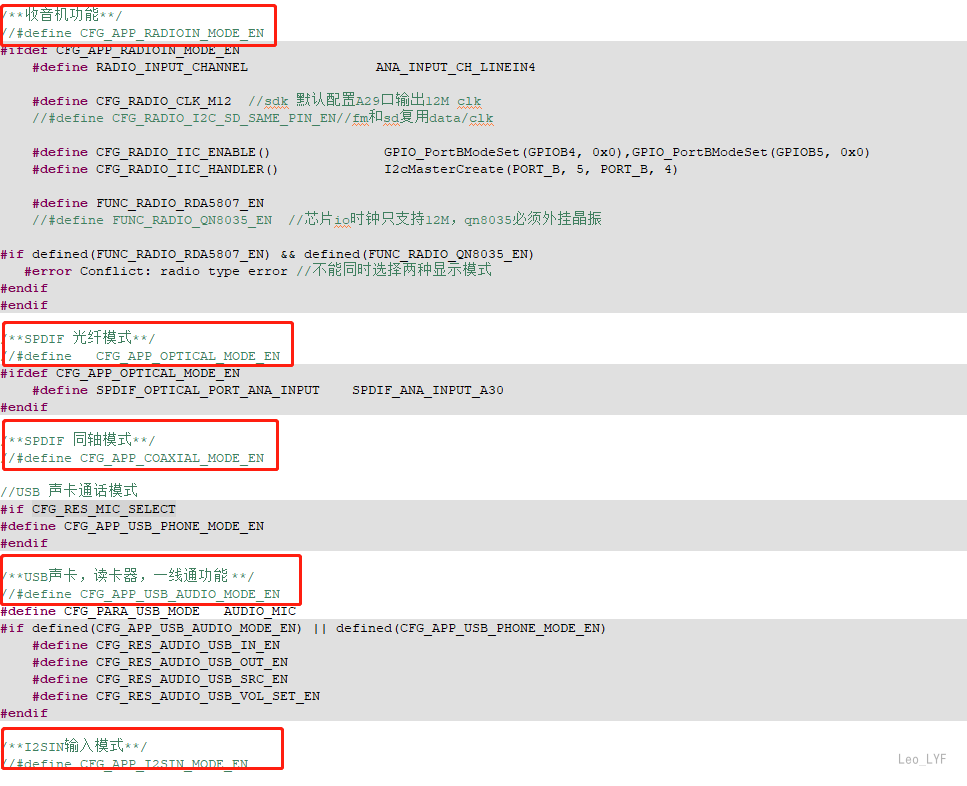 /**收音机功能**/
//#define CFG_APP_RADIOIN_MODE_EN
#ifdef CFG_APP_RADIOIN_MODE_EN
    #define RADIO_INPUT_CHANNEL                ANA_INPUT_CH_LINEIN4
    #define CFG_RADIO_CLK_M12  //sdk 默认配置A29口输出12M clk
    //#define CFG_RADIO_I2C_SD_SAME_PIN_EN//fm和sd复用data/clk
    #define CFG_RADIO_IIC_ENABLE()              GPIO_PortBModeSet(GPIOB4, 0x0),GPIO_PortBModeSet(GPIOB5, 0x0)
    #define CFG_RADIO_IIC_HANDLER()             I2cMasterCreate(PORT_B, 5, PORT_B, 4)
    #define FUNC_RADIO_RDA5807_EN
    //#define FUNC_RADIO_QN8035_EN  //芯片io时钟只支持12M，qn8035必须外挂晶振
#if defined(FUNC_RADIO_RDA5807_EN) && defined(FUNC_RADIO_QN8035_EN)
   #error Conflict: radio type error //不能同时选择两种显示模式
#endif
#endif
/**SPDIF 光纤模式**/
//#define   CFG_APP_OPTICAL_MODE_EN
#ifdef CFG_APP_OPTICAL_MODE_EN
    #define SPDIF_OPTICAL_PORT_ANA_INPUT    SPDIF_ANA_INPUT_A30
#endif
/**SPDIF 同轴模式**/
//#define CFG_APP_COAXIAL_MODE_EN
//USB 声卡通话模式
#if CFG_RES_MIC_SELECT
#define CFG_APP_USB_PHONE_MODE_EN
#endif
/**USB声卡，读卡器，一线通功能 **/
//#define CFG_APP_USB_AUDIO_MODE_EN
#define CFG_PARA_USB_MODE   AUDIO_MIC
#if defined(CFG_APP_USB_AUDIO_MODE_EN) || defined(CFG_APP_USB_PHONE_MODE_EN)
    #define CFG_RES_AUDIO_USB_IN_EN
    #define CFG_RES_AUDIO_USB_OUT_EN
    #define CFG_RES_AUDIO_USB_SRC_EN
    #define CFG_RES_AUDIO_USB_VOL_SET_EN
#endif
/**I2SIN输入模式**/
//#define CFG_APP_I2SIN_MODE_EN
Leo_LYF